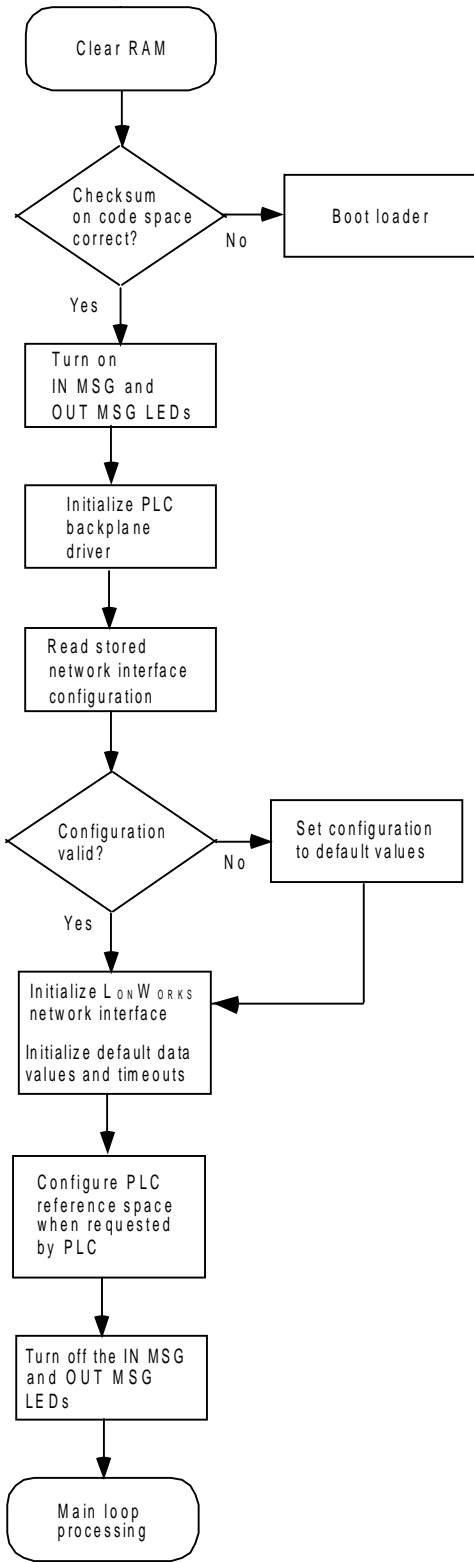 Clear RAM
Checksum
on code space
correct?
No
Boot loader
Yes
Turn on
IN MSG and
OUT MSG LEDs
Initialize PLC
backplane
driver
Read stored
network interface
configuration
Configuration
valid?
No
Set configuration
to default values
Yes
Initialize LONWORKS
network interface
Initialize default data
values and timeouts
Configure PLC
reference space
when requested
by PLC
Turn off the IN MSG
and OUT MSG
LEDs
Main loop
processing